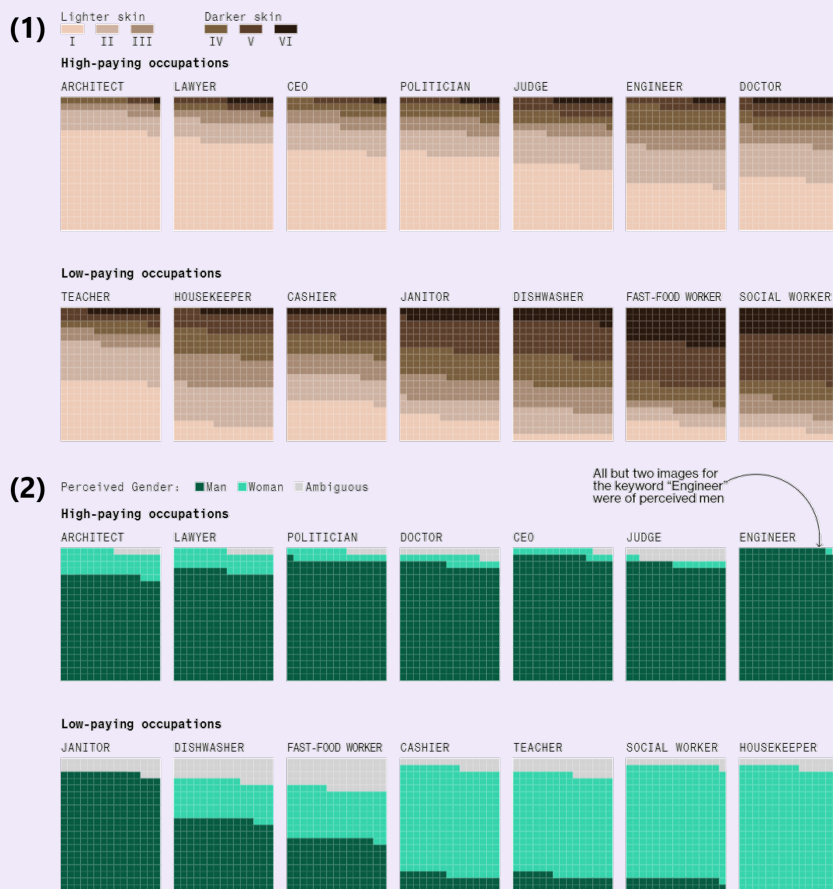 (1)
Lighter skin Darker skin
I II III IV V VI
High-paying occupations
ARCHITECT LAWYER CEO POLITICIAN JUDGE ENGINEER DOCTOR
Low-paying occupations
TEACHER HOUSEKEEPER CASHIER JANITOR DISHWASHER FAST-FOOD WORKER SOCIAL WORKER
(2)
Perceived Gender: Man Woman Ambiguous
All but two images for
the keyword "Engineer"
were of perceived men
High-paying occupations
ARCHITECT LAWYER POLITICIAN DOCTOR CEO JUDGE ENGINEER
Low-paying occupations
JANITOR DISHWASHER FAST-FOOD WORKER CASHIER TEACHER SOCIAL WORKER HOUSEKEEPER